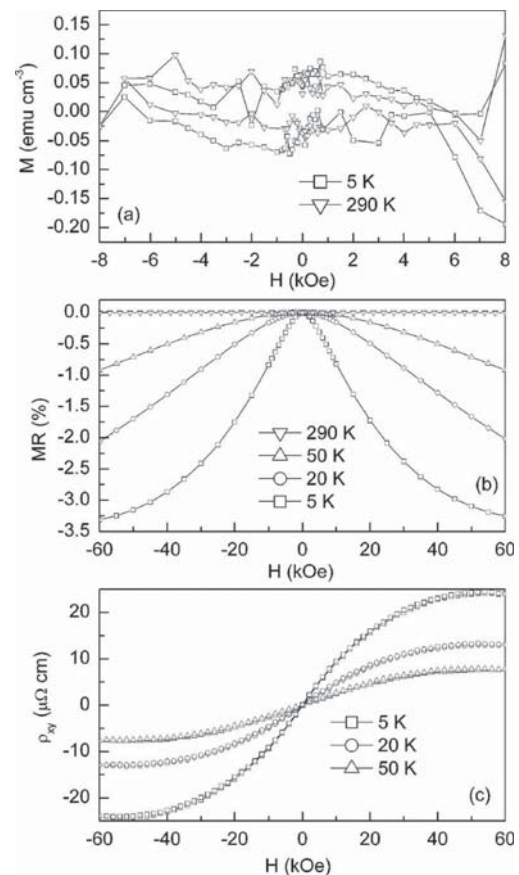 0.15
0.10
0.05
0.00
-0.05
-0.10
-0.15
-0.20
M (emu cm⁻³)
5 K
290 K
(a)
-8 -6 -4 -2 0 2 4 6 8
H (kOe)
0.0
-0.5
-1.0
-1.5
-2.0
-2.5
-3.0
-3.5
MR (%)
290 K
50 K
20 K
5 K
(b)
-60 -40 -20 0 20 40 60
H (kOe)
20
10
0
-10
-20
ρxy (μΩ cm)
5 K
20 K
50 K
(c)
-60 -40 -20 0 20 40 60
H (kOe)